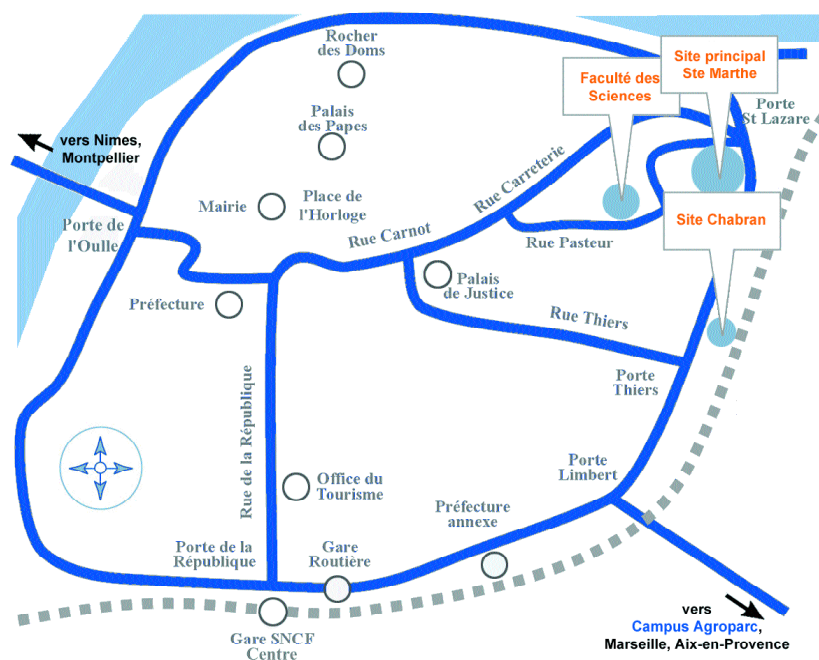 Rocher
des Doms
Site principal
Ste Marthe
Faculté des
Sciences
Porte
St Lazare
Palais
des Papes
vers Nimes,
Montpellier
Mairie
Place de
l'Horloge
Rue Carreterie
Porte de
l'Oulle
Rue Carnot
Rue Pasteur
Site Chabran
Palais
de Justice
Préfecture
Rue Thiers
Porte
Thiers
Rue de la République
Porte
Limbert
Office du
Tourisme
Préfecture
annexe
Porte de la
République
Gare
Routière
Gare SNCF
Centre
vers
Campus Agroparc,
Marseille, Aix-en-Provence